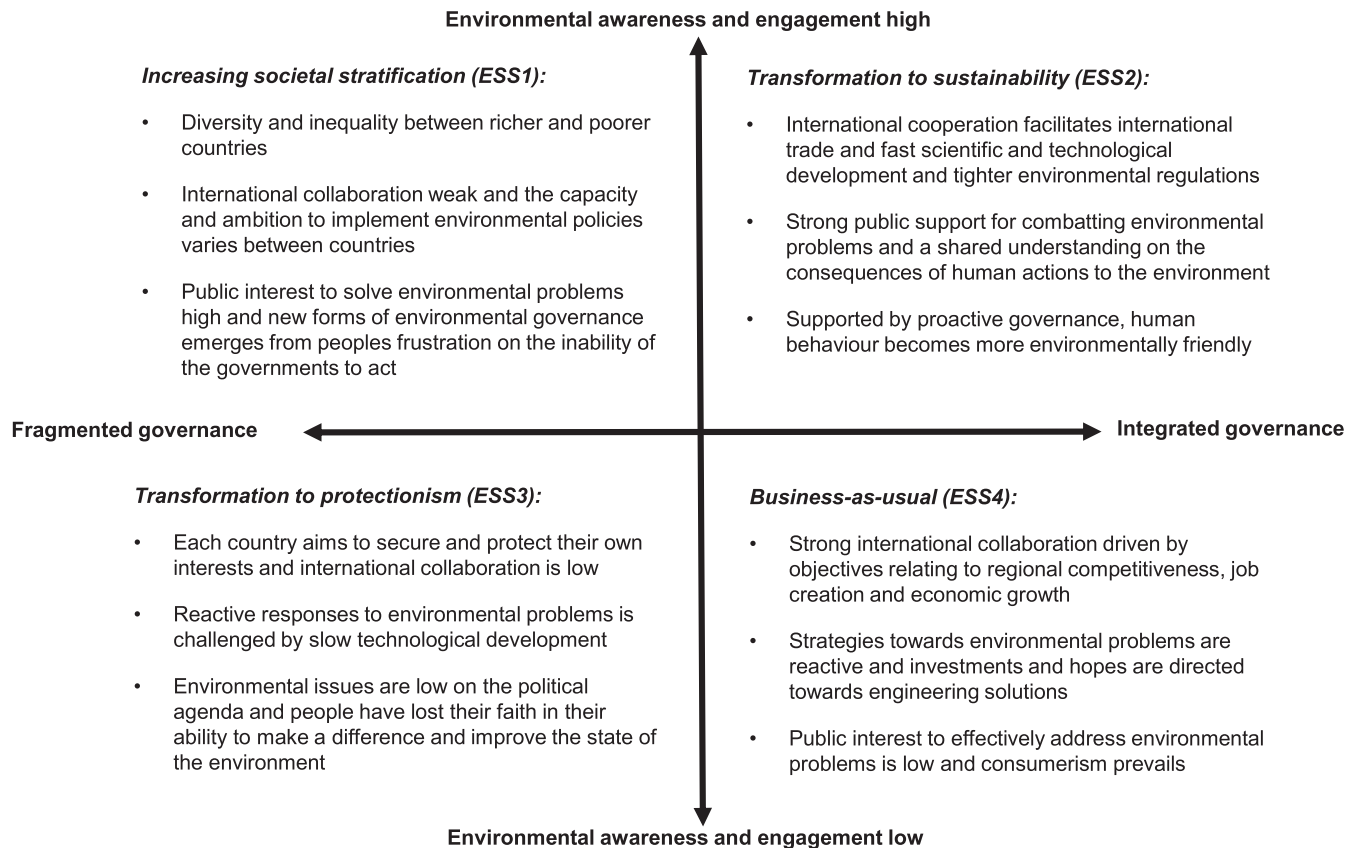 Environmental awareness and engagement high
Increasing societal stratification (ESS1):
• Diversity and inequality between richer and poorer
countries
• International collaboration weak and the capacity
and ambition to implement environmental policies
varies between countries
• Public interest to solve environmental problems
high and new forms of environmental governance
emerges from peoples frustration on the inability of
the governments to act
Transformation to sustainability (ESS2):
• International cooperation facilitates international
trade and fast scientific and technological
development and tighter environmental regulations
• Strong public support for combatting environmental
problems and a shared understanding on the
consequences of human actions to the environment
• Supported by proactive governance, human
behaviour becomes more environmentally friendly
Fragmented governance
Integrated governance
Transformation to protectionism (ESS3):
• Each country aims to secure and protect their own
interests and international collaboration is low
• Reactive responses to environmental problems is
challenged by slow technological development
• Environmental issues are low on the political
agenda and people have lost their faith in their
ability to make a difference and improve the state of
the environment
Business-as-usual (ESS4):
• Strong international collaboration driven by
objectives relating to regional competitiveness, job
creation and economic growth
• Strategies towards environmental problems are
reactive and investments and hopes are directed
towards engineering solutions
• Public interest to effectively address environmental
problems is low and consumerism prevails
Environmental awareness and engagement low